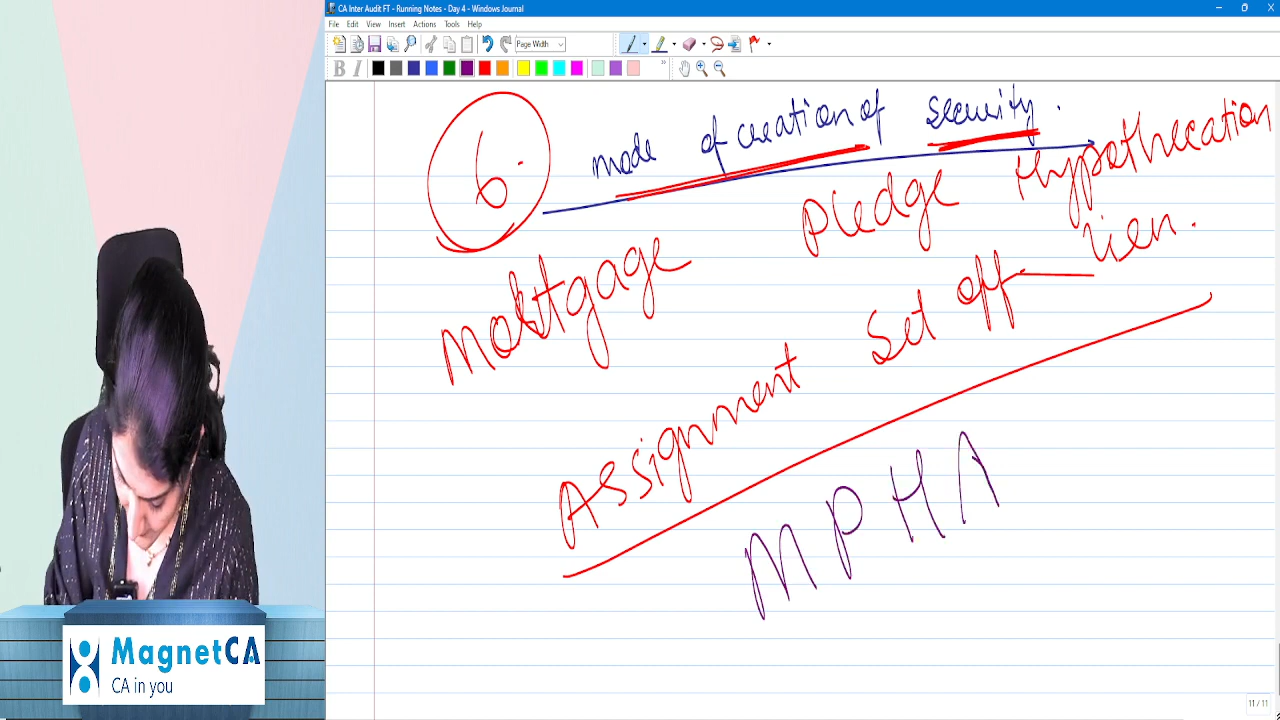 CA Inter Audit FT - Running Notes - Day 4 - Windows Journal
File Edit View Insert Actions Tools Help
Page Width
B I
6.
mode of creation of security.
Mortgage Pledge Hypothecation
Assignment Set off lien.
M P H A
MagnetCA
CA in you
11 / 11